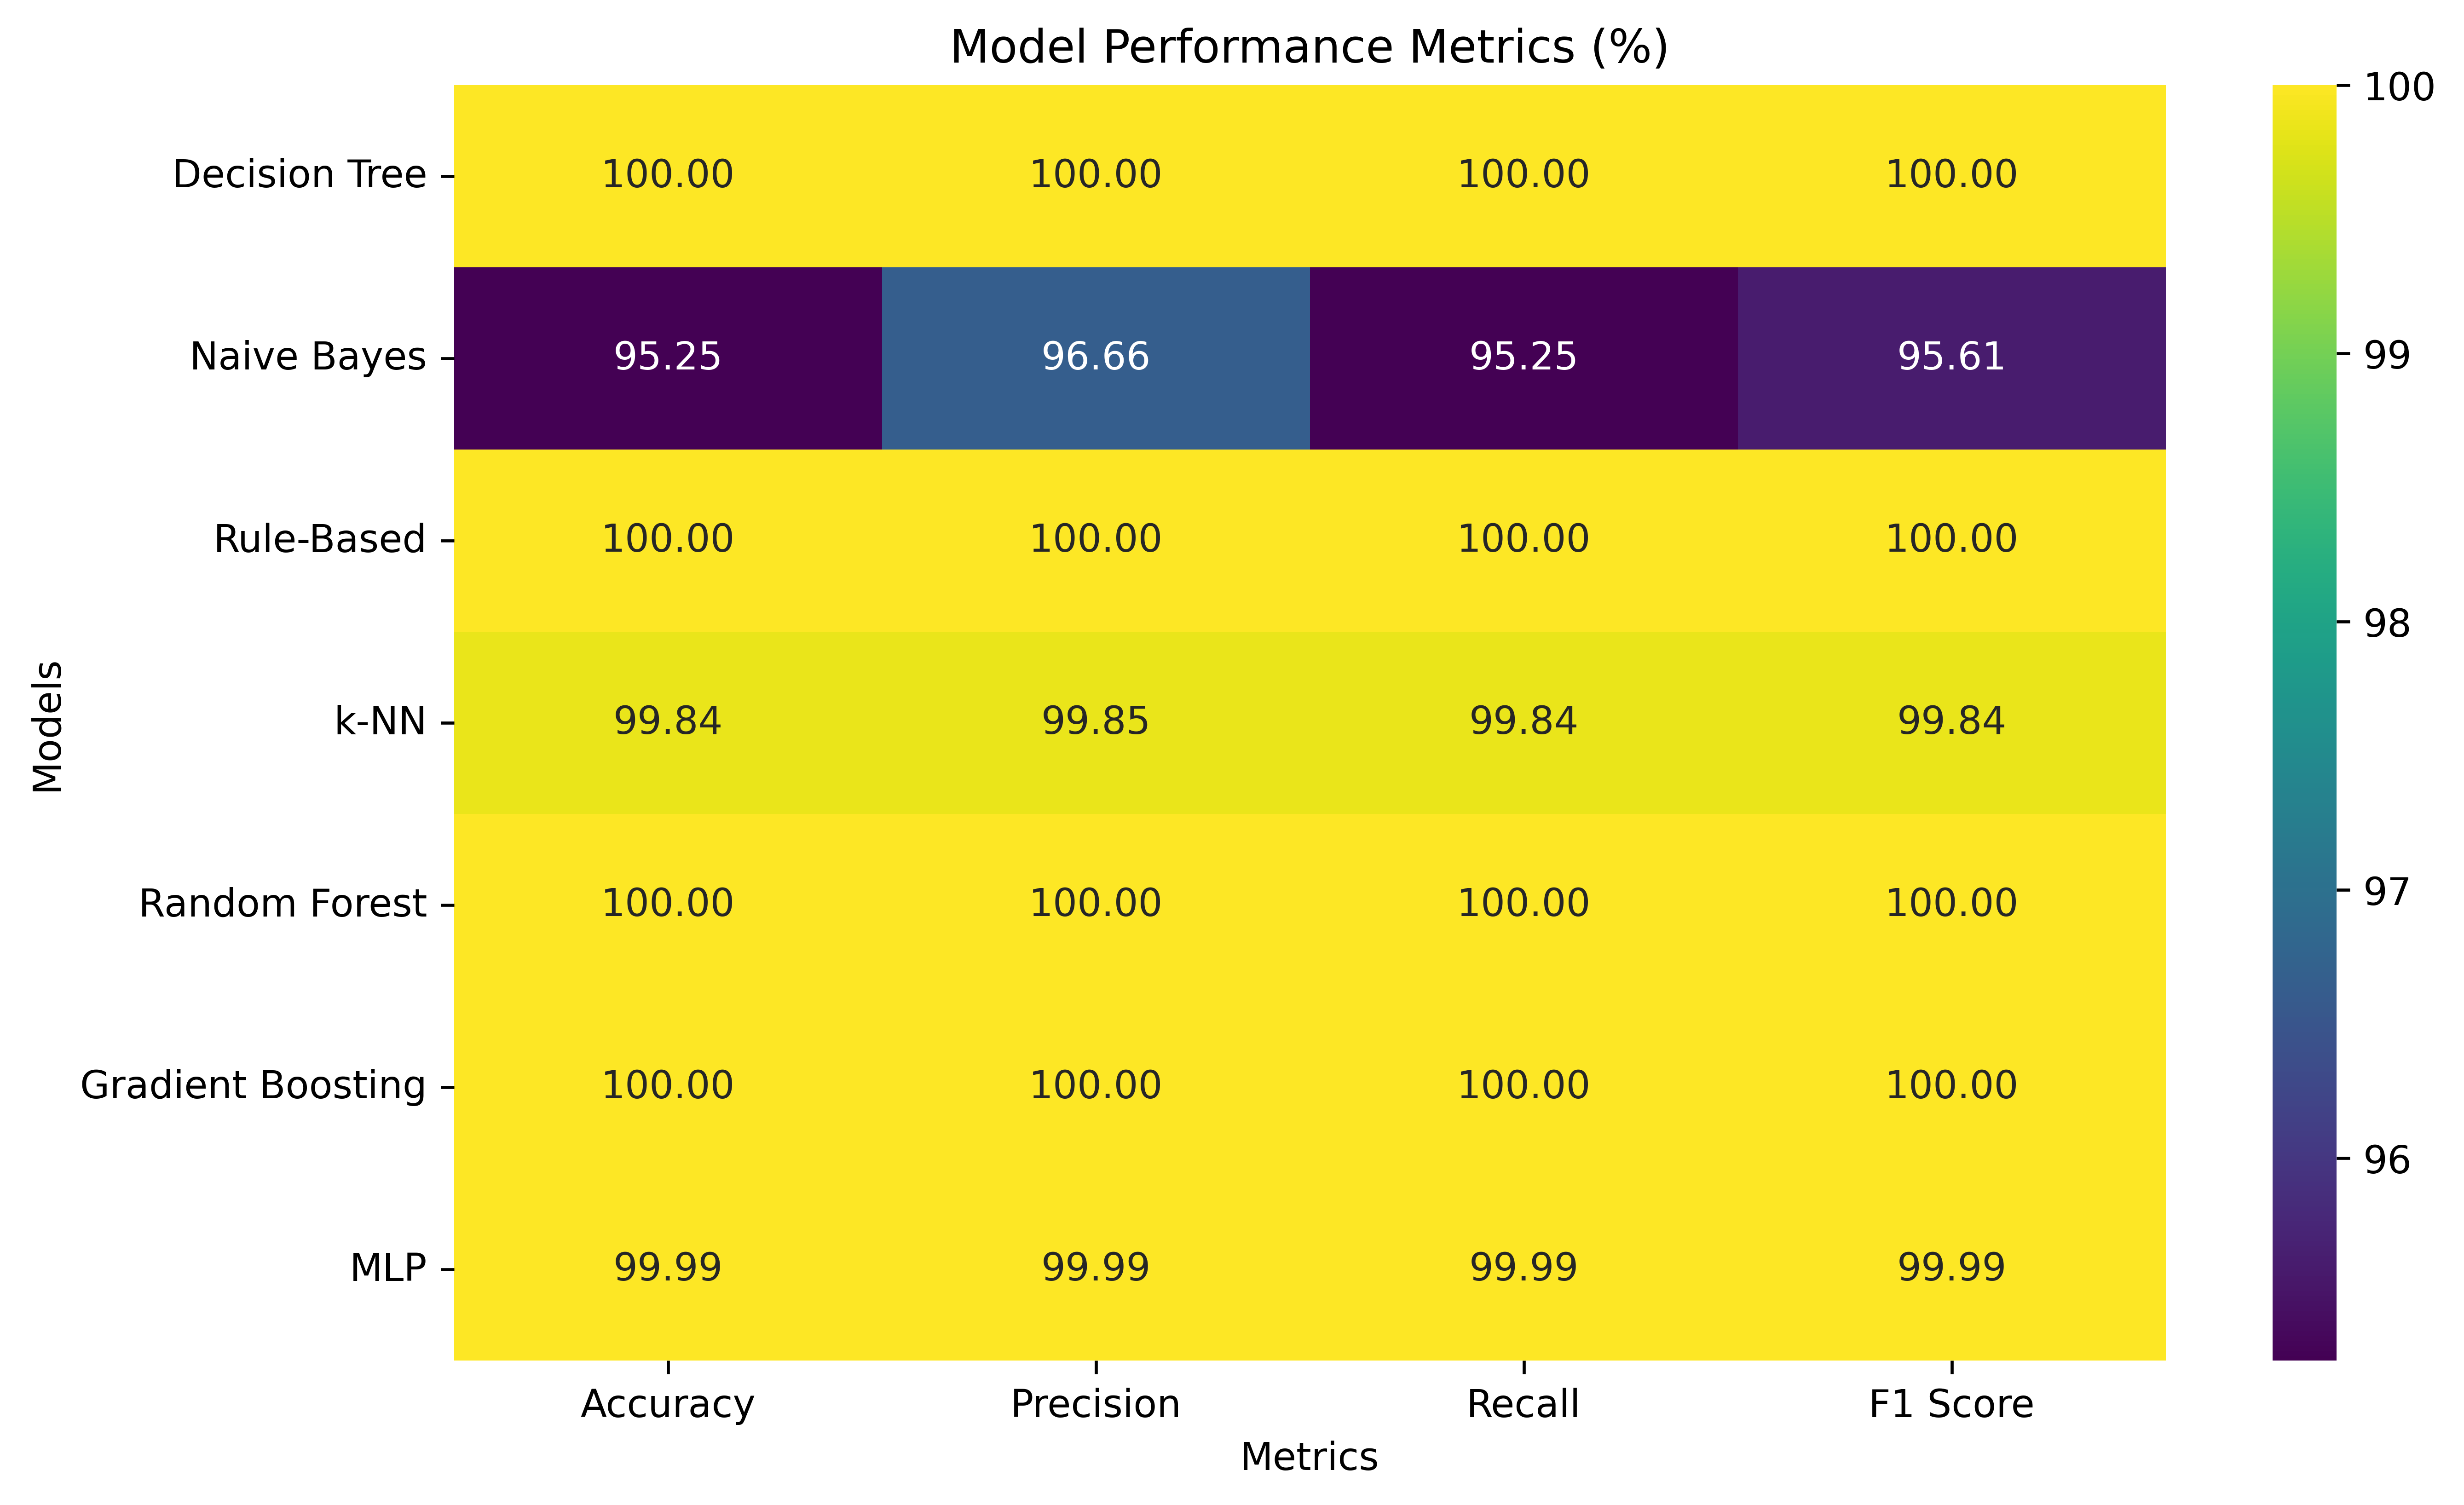 Model Performance Metrics (%)
Models
Decision Tree 100.00 100.00 100.00 100.00
Naive Bayes 95.25 96.66 95.25 95.61
Rule-Based 100.00 100.00 100.00 100.00
k-NN 99.84 99.85 99.84 99.84
Random Forest 100.00 100.00 100.00 100.00
Gradient Boosting 100.00 100.00 100.00 100.00
MLP 99.99 99.99 99.99 99.99
Accuracy Precision Recall F1 Score
Metrics
100
99
98
97
96